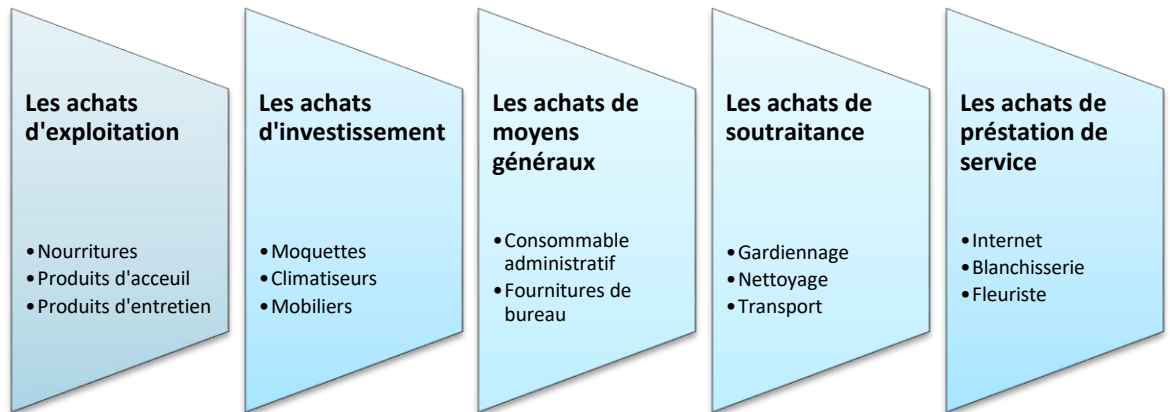 Les achats
d'exploitation
•Nourritures
•Produits d'acceuil
•Produits d'entretien
Les achats
d'investissement
•Moquettes
•Climatiseurs
•Mobiliers
Les achats de
moyens
généraux
•Consommable
administratif
•Fournitures de
bureau
Les achats de
soutraitance
•Gardiennage
•Nettoyage
•Transport
Les achats de
préstation de
service
•Internet
•Blanchisserie
•Fleuriste